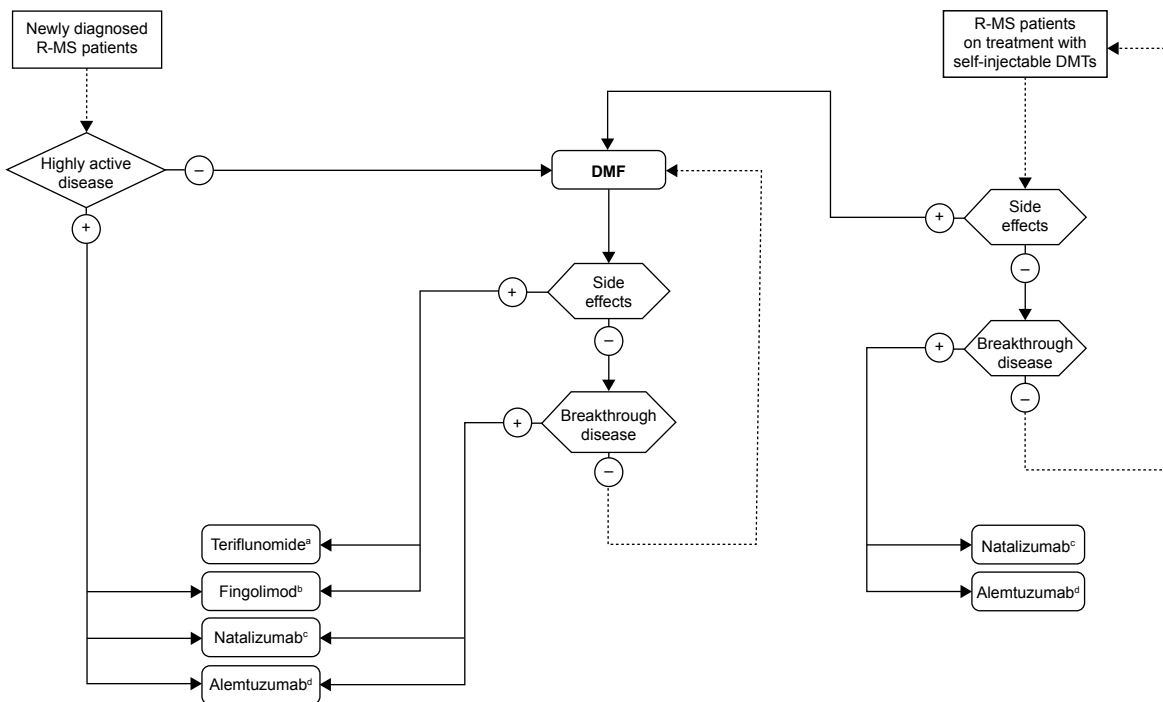 Newly diagnosed
R-MS patients
R-MS patients
on treatment with
self-injectable DMTs
Highly active
disease
–
DMF
+
Side
effects
+
–
Side
effects
+
–
+
Breakthrough
disease
–
–
Breakthrough
disease
+
–
Teriflunomideᵃ
Fingolimodᵇ
Natalizumabᶜ
Alemtuzumabᵈ
Natalizumabᶜ
Alemtuzumabᵈ